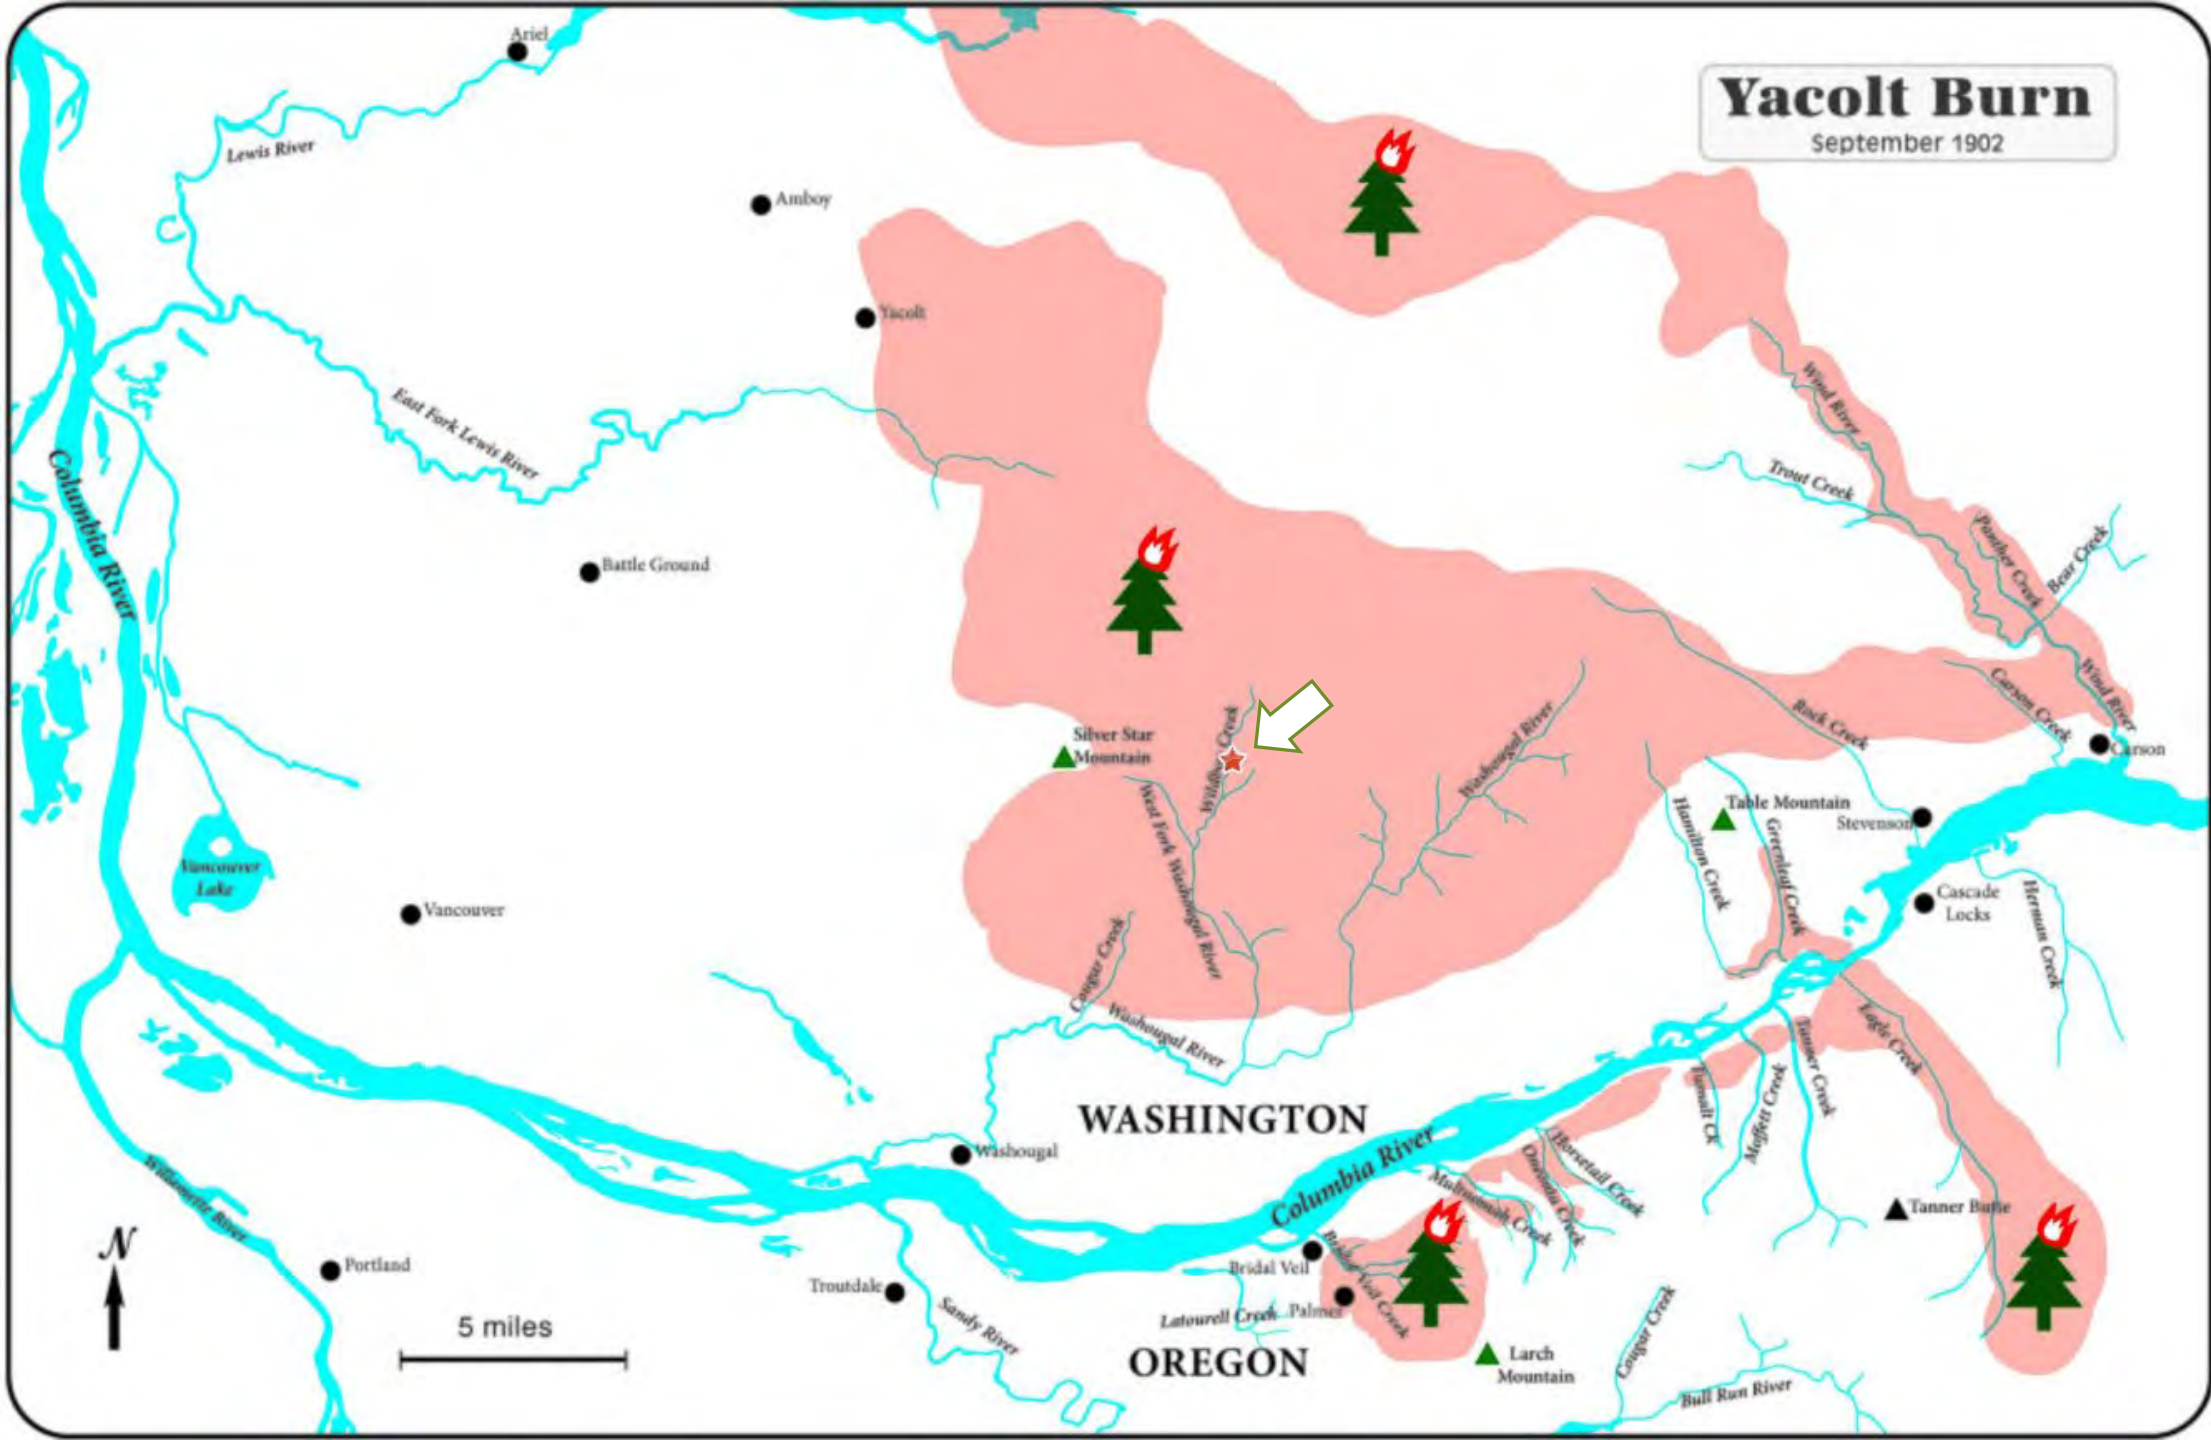 Ariel
Yacolt Burn
September 1902
Lewis River
Amboy
Yacolt
Wind River
East Fork Lewis River
Trout Creek
Columbia River
Panther Creek
Bear Creek
Battle Ground
Wind River
Carson Creek
Rock Creek
Carson
Silver Star
Mountain
Creek
Washougal River
West Fork Washougal River
Table Mountain
Stevenson
Hamilton Creek
Greenleaf Creek
Vancouver
Lake
Vancouver
Cascade
Locks
Herman Creek
Cougar Creek
Washougal River
Eagle Creek
Tanner Creek
Tumalt CK
Moffett Creek
WASHINGTON
Washougal
Columbia River
Horsetail Creek
Oneonta Creek
Multnomah Creek
Willamette River
Tanner Butte
N
Portland
Bridal Veil
Bridal Veil Creek
Troutdale
Palmer
Latourell Creek
Sandy River
5 miles
OREGON
Larch
Mountain
Cougar Creek
Bull Run River